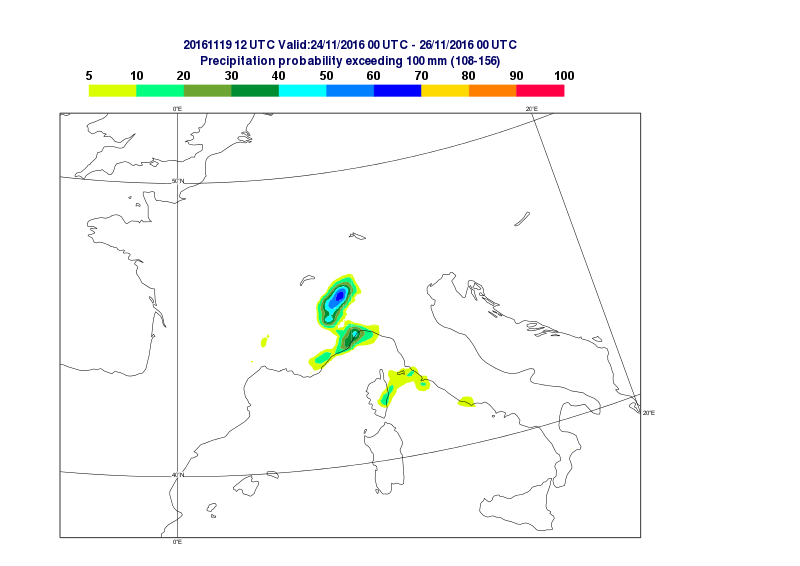 20161119 12 UTC Valid:24/11/2016 00 UTC - 26/11/2016 00 UTC
Precipitation probability exceeding 100 mm (108-156)
5 10 20 30 40 50 60 70 80 90 100
0°E 20°E
50°N
20°E
40°N
0°E